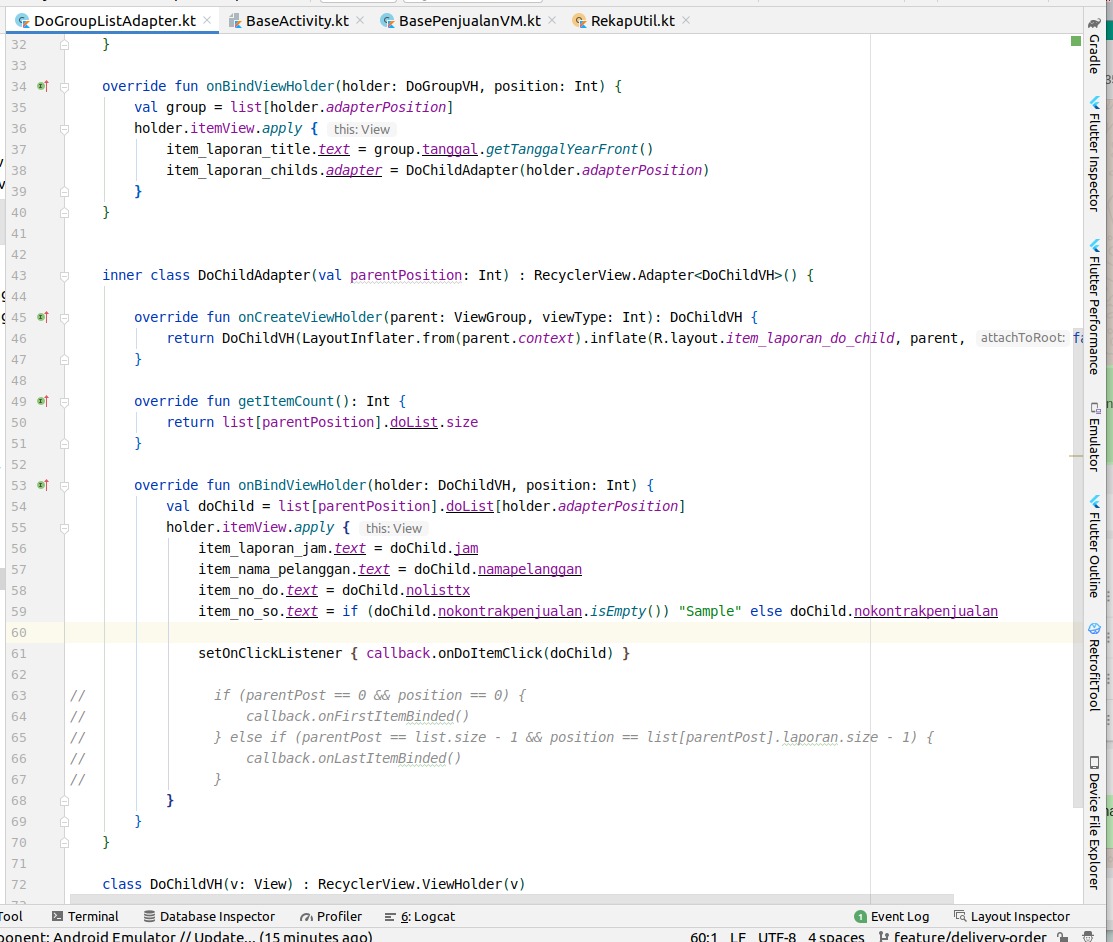 DoGroupListAdapter.kt × BaseActivity.kt × BasePenjualanVM.kt × RekapUtil.kt ×
32 }
33
34 override fun onBindViewHolder(holder: DoGroupVH, position: Int) {
35 val group = list[holder.adapterPosition]
36 holder.itemView.apply { this: View
37 item_laporan_title.text = group.tanggal.getTanggalYearFront()
38 item_laporan_childs.adapter = DoChildAdapter(holder.adapterPosition)
39 }
40 }
41
42
43 inner class DoChildAdapter(val parentPosition: Int) : RecyclerView.Adapter<DoChildVH>() {
44
45 override fun onCreateViewHolder(parent: ViewGroup, viewType: Int): DoChildVH {
46 return DoChildVH(LayoutInflater.from(parent.context).inflate(R.layout.item_laporan_do_child, parent, attachToRoot: fa
47 }
48
49 override fun getItemCount(): Int {
50 return list[parentPosition].doList.size
51 }
52
53 override fun onBindViewHolder(holder: DoChildVH, position: Int) {
54 val doChild = list[parentPosition].doList[holder.adapterPosition]
55 holder.itemView.apply { this: View
56 item_laporan_jam.text = doChild.jam
57 item_nama_pelanggan.text = doChild.namapelanggan
58 item_no_do.text = doChild.nolisttx
59 item_no_so.text = if (doChild.nokontrakpenjualan.isEmpty()) "Sample" else doChild.nokontrakpenjualan
60
61 setOnClickListener { callback.onDoItemClick(doChild) }
62
63 // if (parentPost == 0 && position == 0) {
64 // callback.onFirstItemBinded()
65 // } else if (parentPost == list.size - 1 && position == list[parentPost].laporan.size - 1) {
66 // callback.onLastItemBinded()
67 // }
68 }
69 }
70 }
71
72 class DoChildVH(v: View) : RecyclerView.ViewHolder(v)
Gradle
Flutter Inspector
Flutter Performance
Emulator
Flutter Outline
RetrofitTool
Device File Explorer
Tool Terminal Database Inspector Profiler 6: Logcat 1 Event Log Layout Inspector
onent: Android Emulator // Update... (15 minutes ago) 60:1 LF UTF-8 4 spaces feature/delivery-order